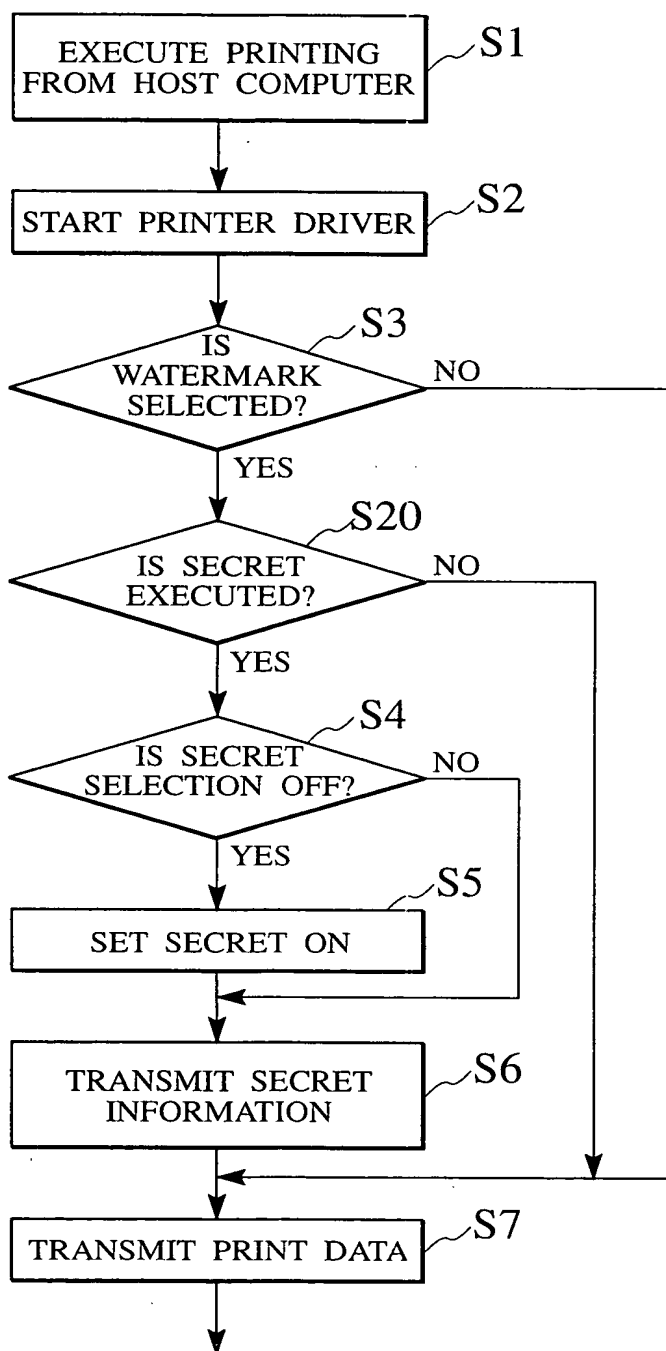 EXECUTE PRINTING
FROM HOST COMPUTER
S1
START PRINTER DRIVER
S2
S3
IS
WATERMARK
SELECTED?
NO
YES
S20
IS SECRET
EXECUTED?
NO
YES
S4
IS SECRET
SELECTION OFF?
NO
YES
S5
SET SECRET ON
TRANSMIT SECRET
INFORMATION
S6
TRANSMIT PRINT DATA
S7